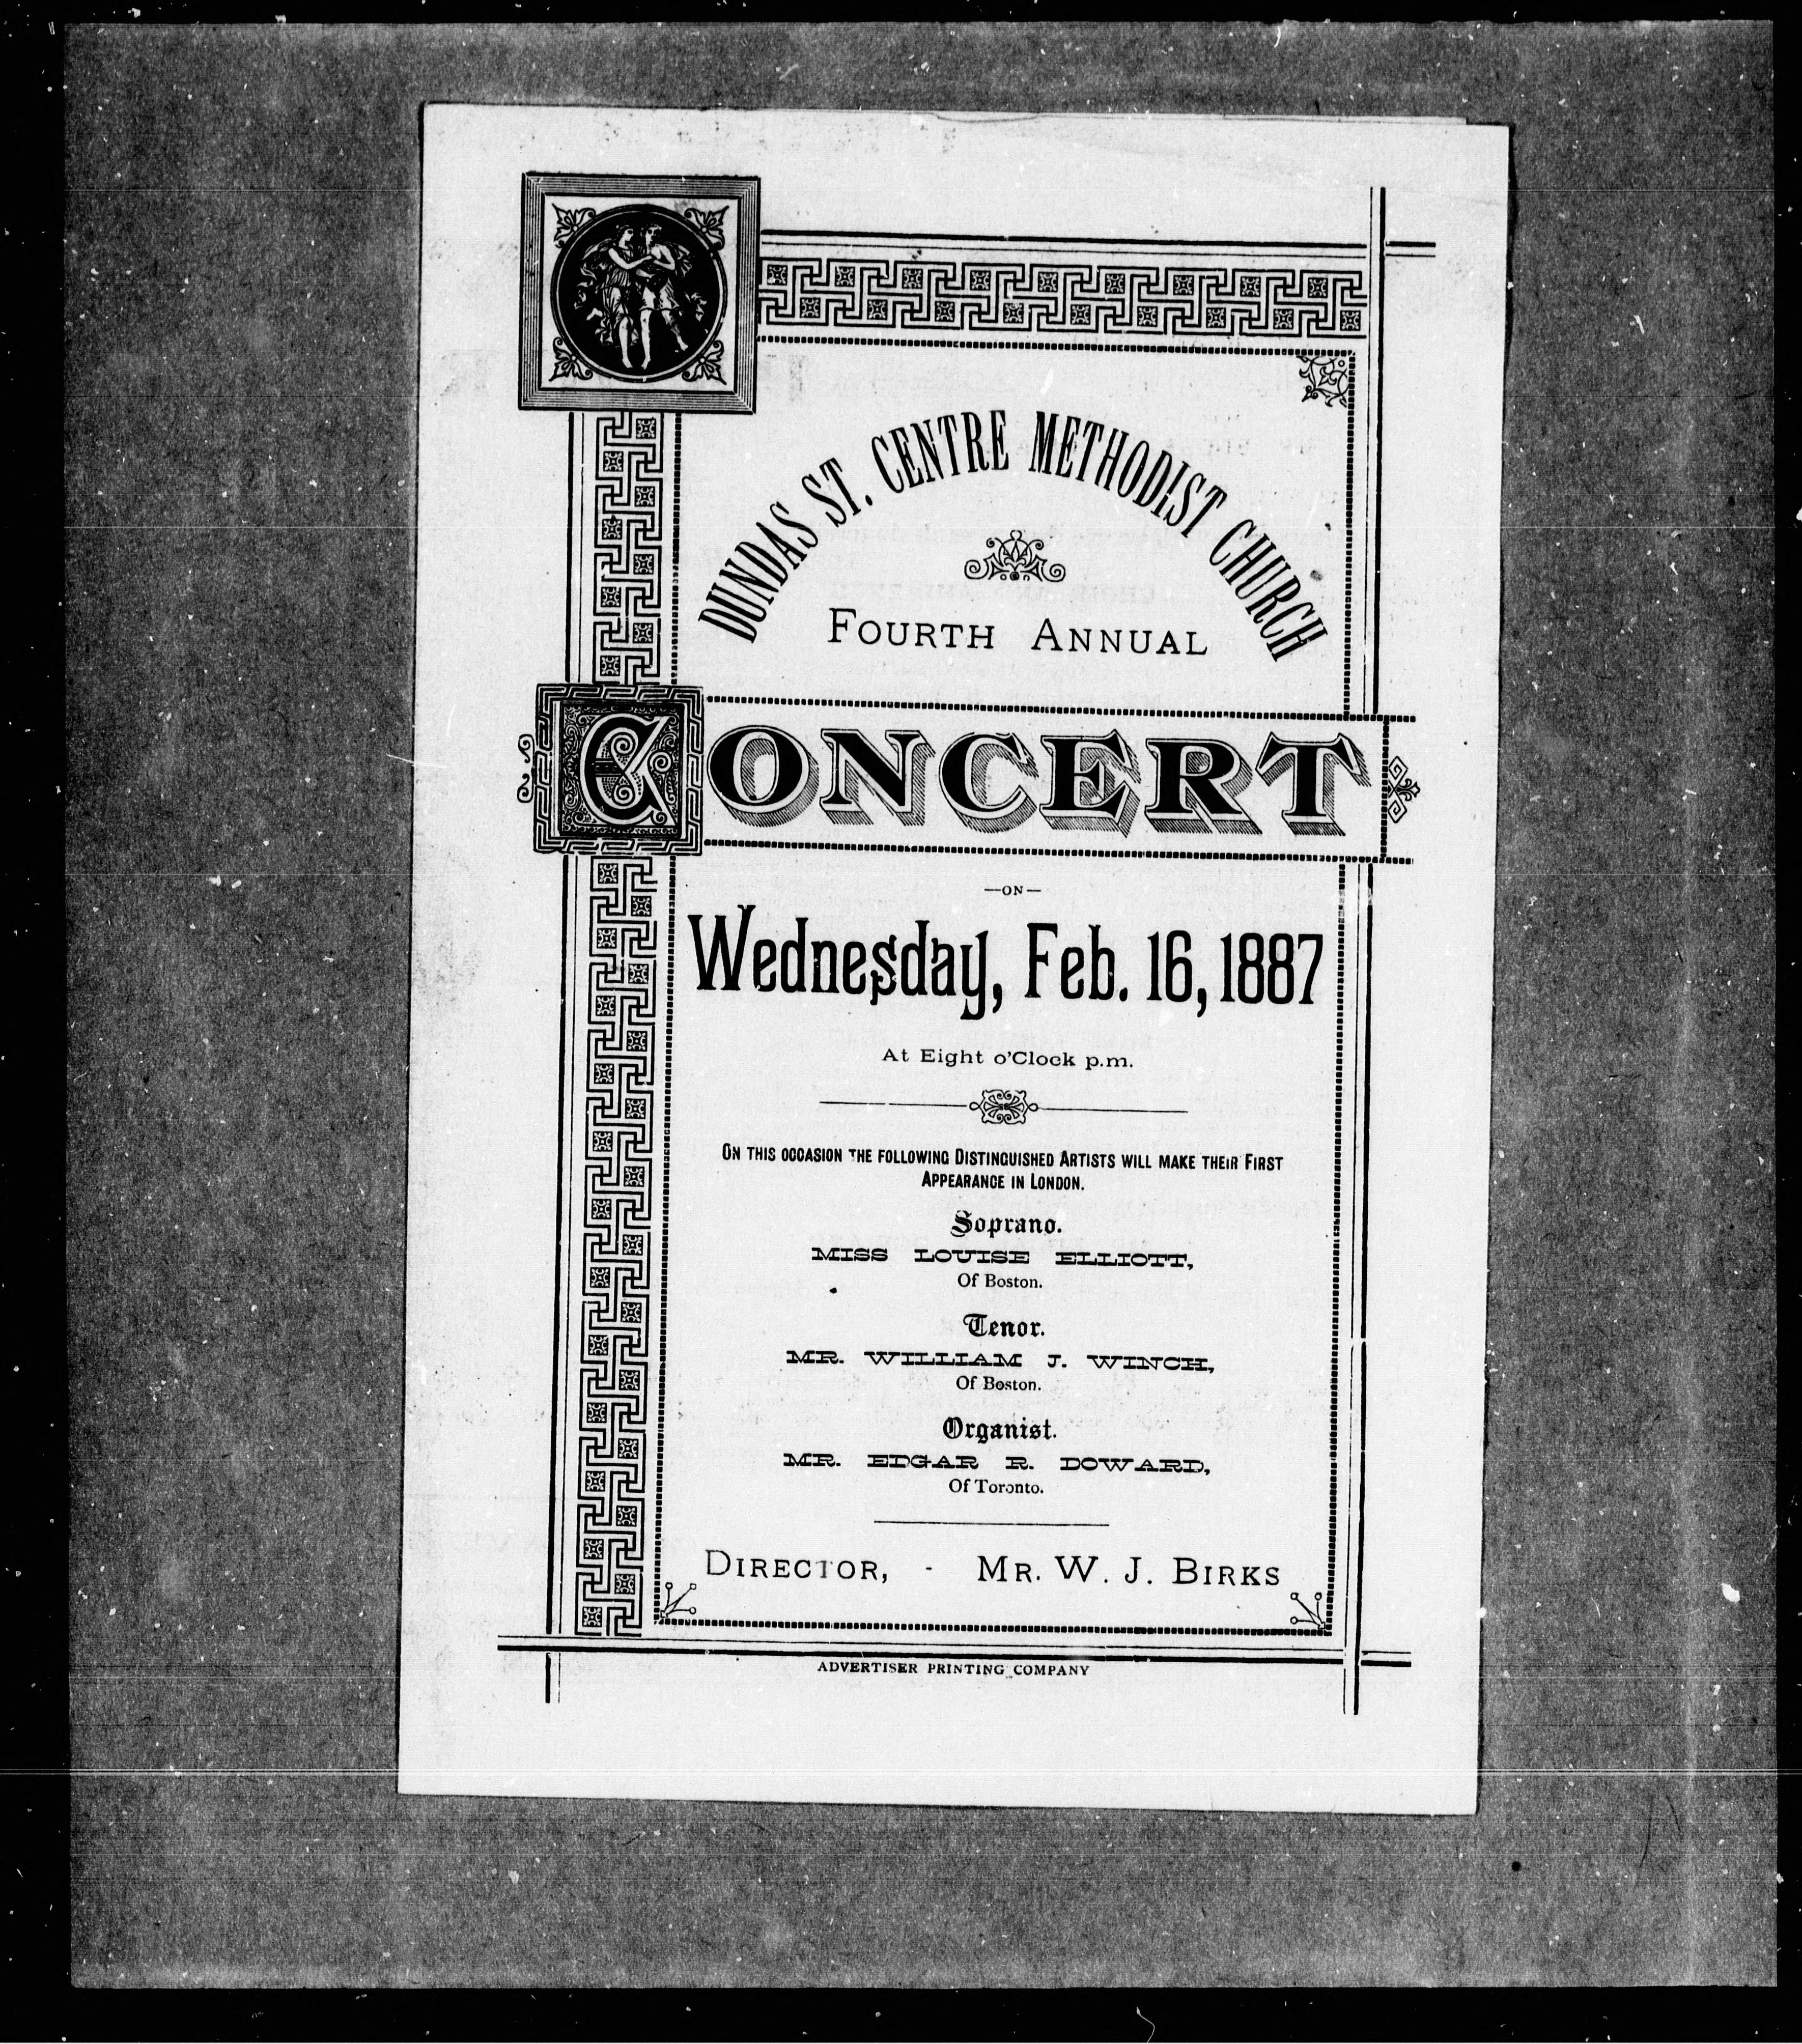 DUNDAS ST. CENTRE METHODIST CHURCH
FOURTH ANNUAL
CONCERT
—ON—
Wednesday, Feb. 16, 1887
At Eight o'Clock p.m.
ON THIS OCCASION THE FOLLOWING DISTINGUISHED ARTISTS WILL MAKE THEIR FIRST
APPEARANCE IN LONDON.
Soprano.
MISS LOUISE ELLIOTT,
Of Boston.
Tenor.
MR. WILLIAM J. WINCH,
Of Boston.
Organist.
MR. EDGAR R. DOWARD,
Of Toronto.
DIRECTOR, - MR. W. J. BIRKS
ADVERTISER PRINTING COMPANY